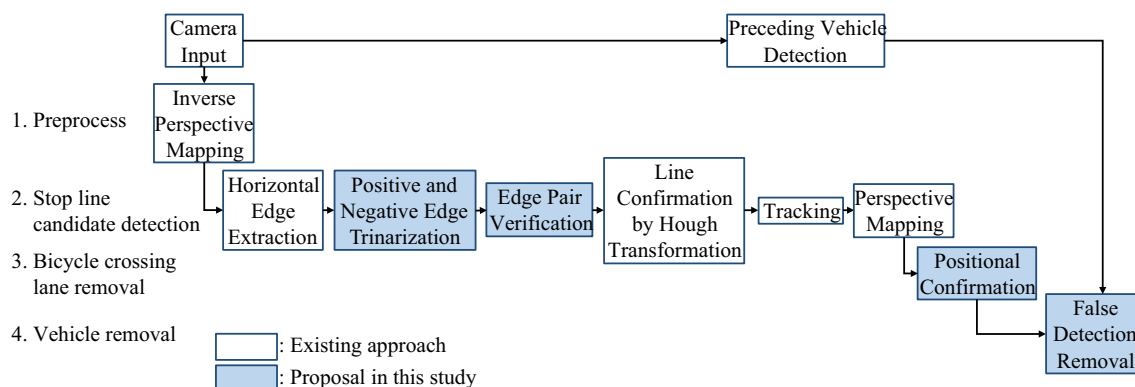 Camera
Input
Preceding Vehicle
Detection
1. Preprocess
Inverse
Perspective
Mapping
2. Stop line
candidate detection
Horizontal
Edge
Extraction
Positive and
Negative Edge
Trinarization
Edge Pair
Verification
Line
Confirmation
by Hough
Transformation
Tracking
Perspective
Mapping
3. Bicycle crossing
lane removal
Positional
Confirmation
4. Vehicle removal
False
Detection
Removal
: Existing approach
: Proposal in this study